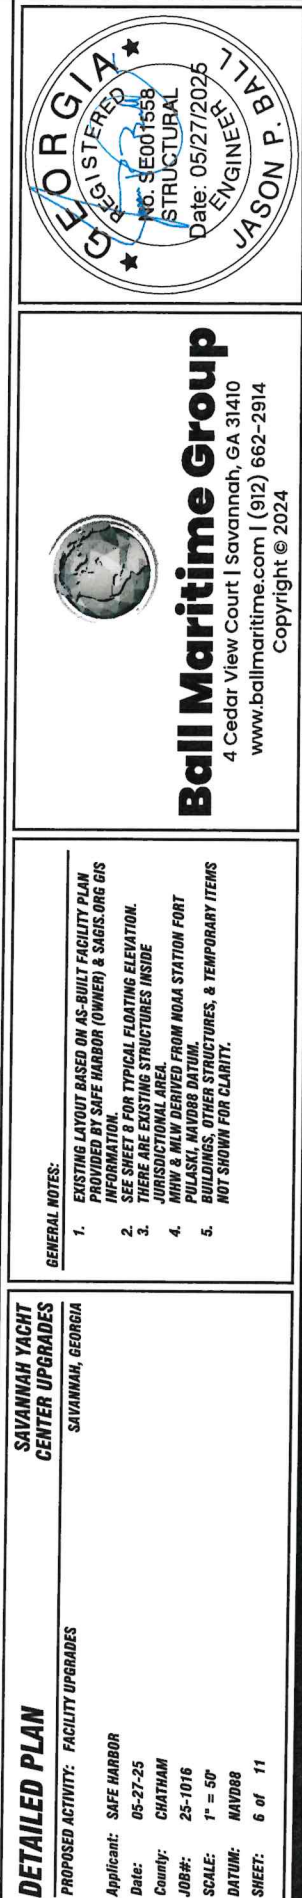 DETAILED PLAN
SAVANNAH YACHT
CENTER UPGRADES
PROPOSED ACTIVITY: FACILITY UPGRADES
SAVANNAH, GEORGIA
Applicant: SAFE HARBOR
Date: 05-27-25
County: CHATHAM
JOB#: 25-1016
SCALE: 1" = 50'
DATUM: NAVD88
SHEET: 6 of 11
GENERAL NOTES:
1. EXISTING LAYOUT BASED ON AS-BUILT FACILITY PLAN
PROVIDED BY SAFE HARBOR (OWNER) & SAGIS.ORG GIS
INFORMATION.
2. SEE SHEET 8 FOR TYPICAL FLOATING ELEVATION.
3. THERE ARE EXISTING STRUCTURES INSIDE
JURISDICTIONAL AREA.
4. MHW & MLW DERIVED FROM NOAA STATION FORT
PULASKI, NAVD88 DATUM.
5. BUILDINGS, OTHER STRUCTURES, & TEMPORARY ITEMS
NOT SHOWN FOR CLARITY.
Ball Maritime Group
4 Cedar View Court | Savannah, GA 31410
www.ballmaritime.com | (912) 662-2914
Copyright © 2024
★ GEORGIA ★
REGISTERED
No. SE001558
STRUCTURAL
Date: 05/27/2025
ENGINEER
JASON P. BALL